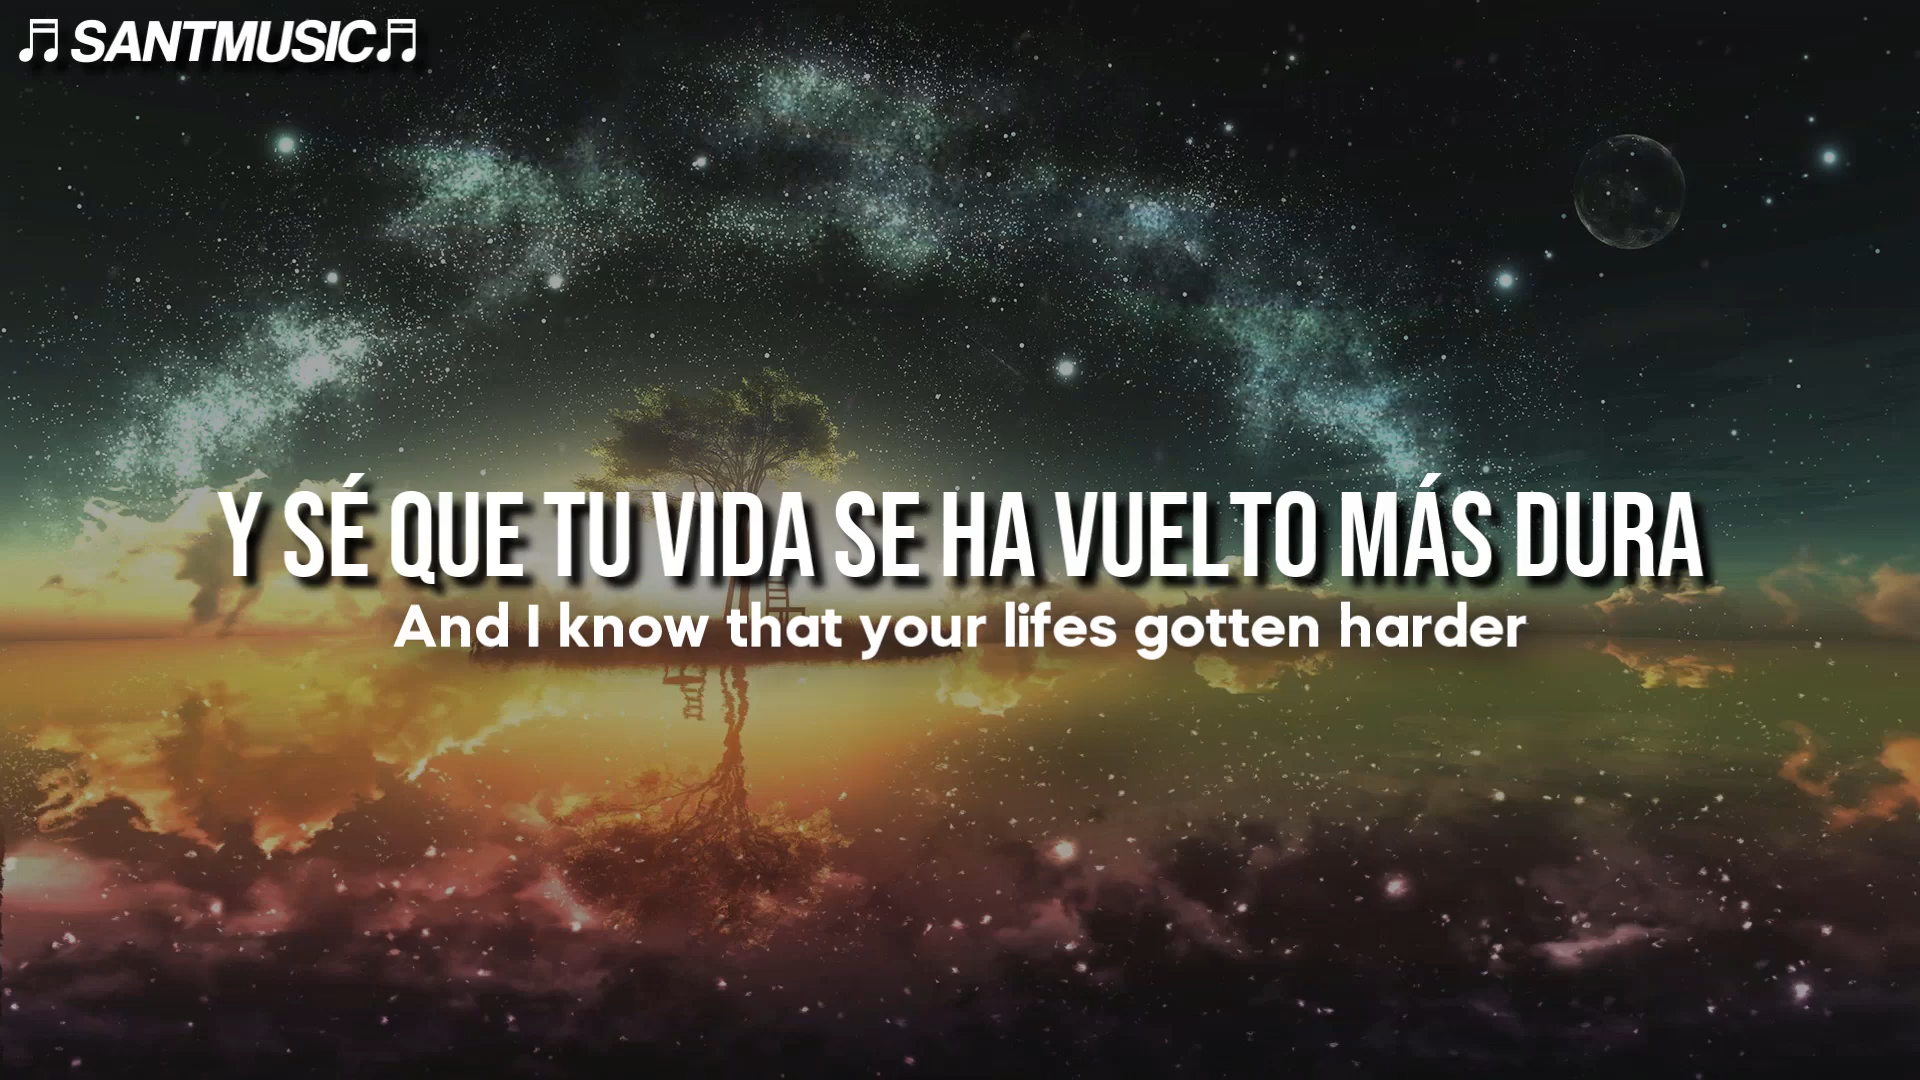 🎵SANTMUSIC🎵
Y SÉ QUE TU VIDA SE HA VUELTO MÁS DURA
And I know that your lifes gotten harder